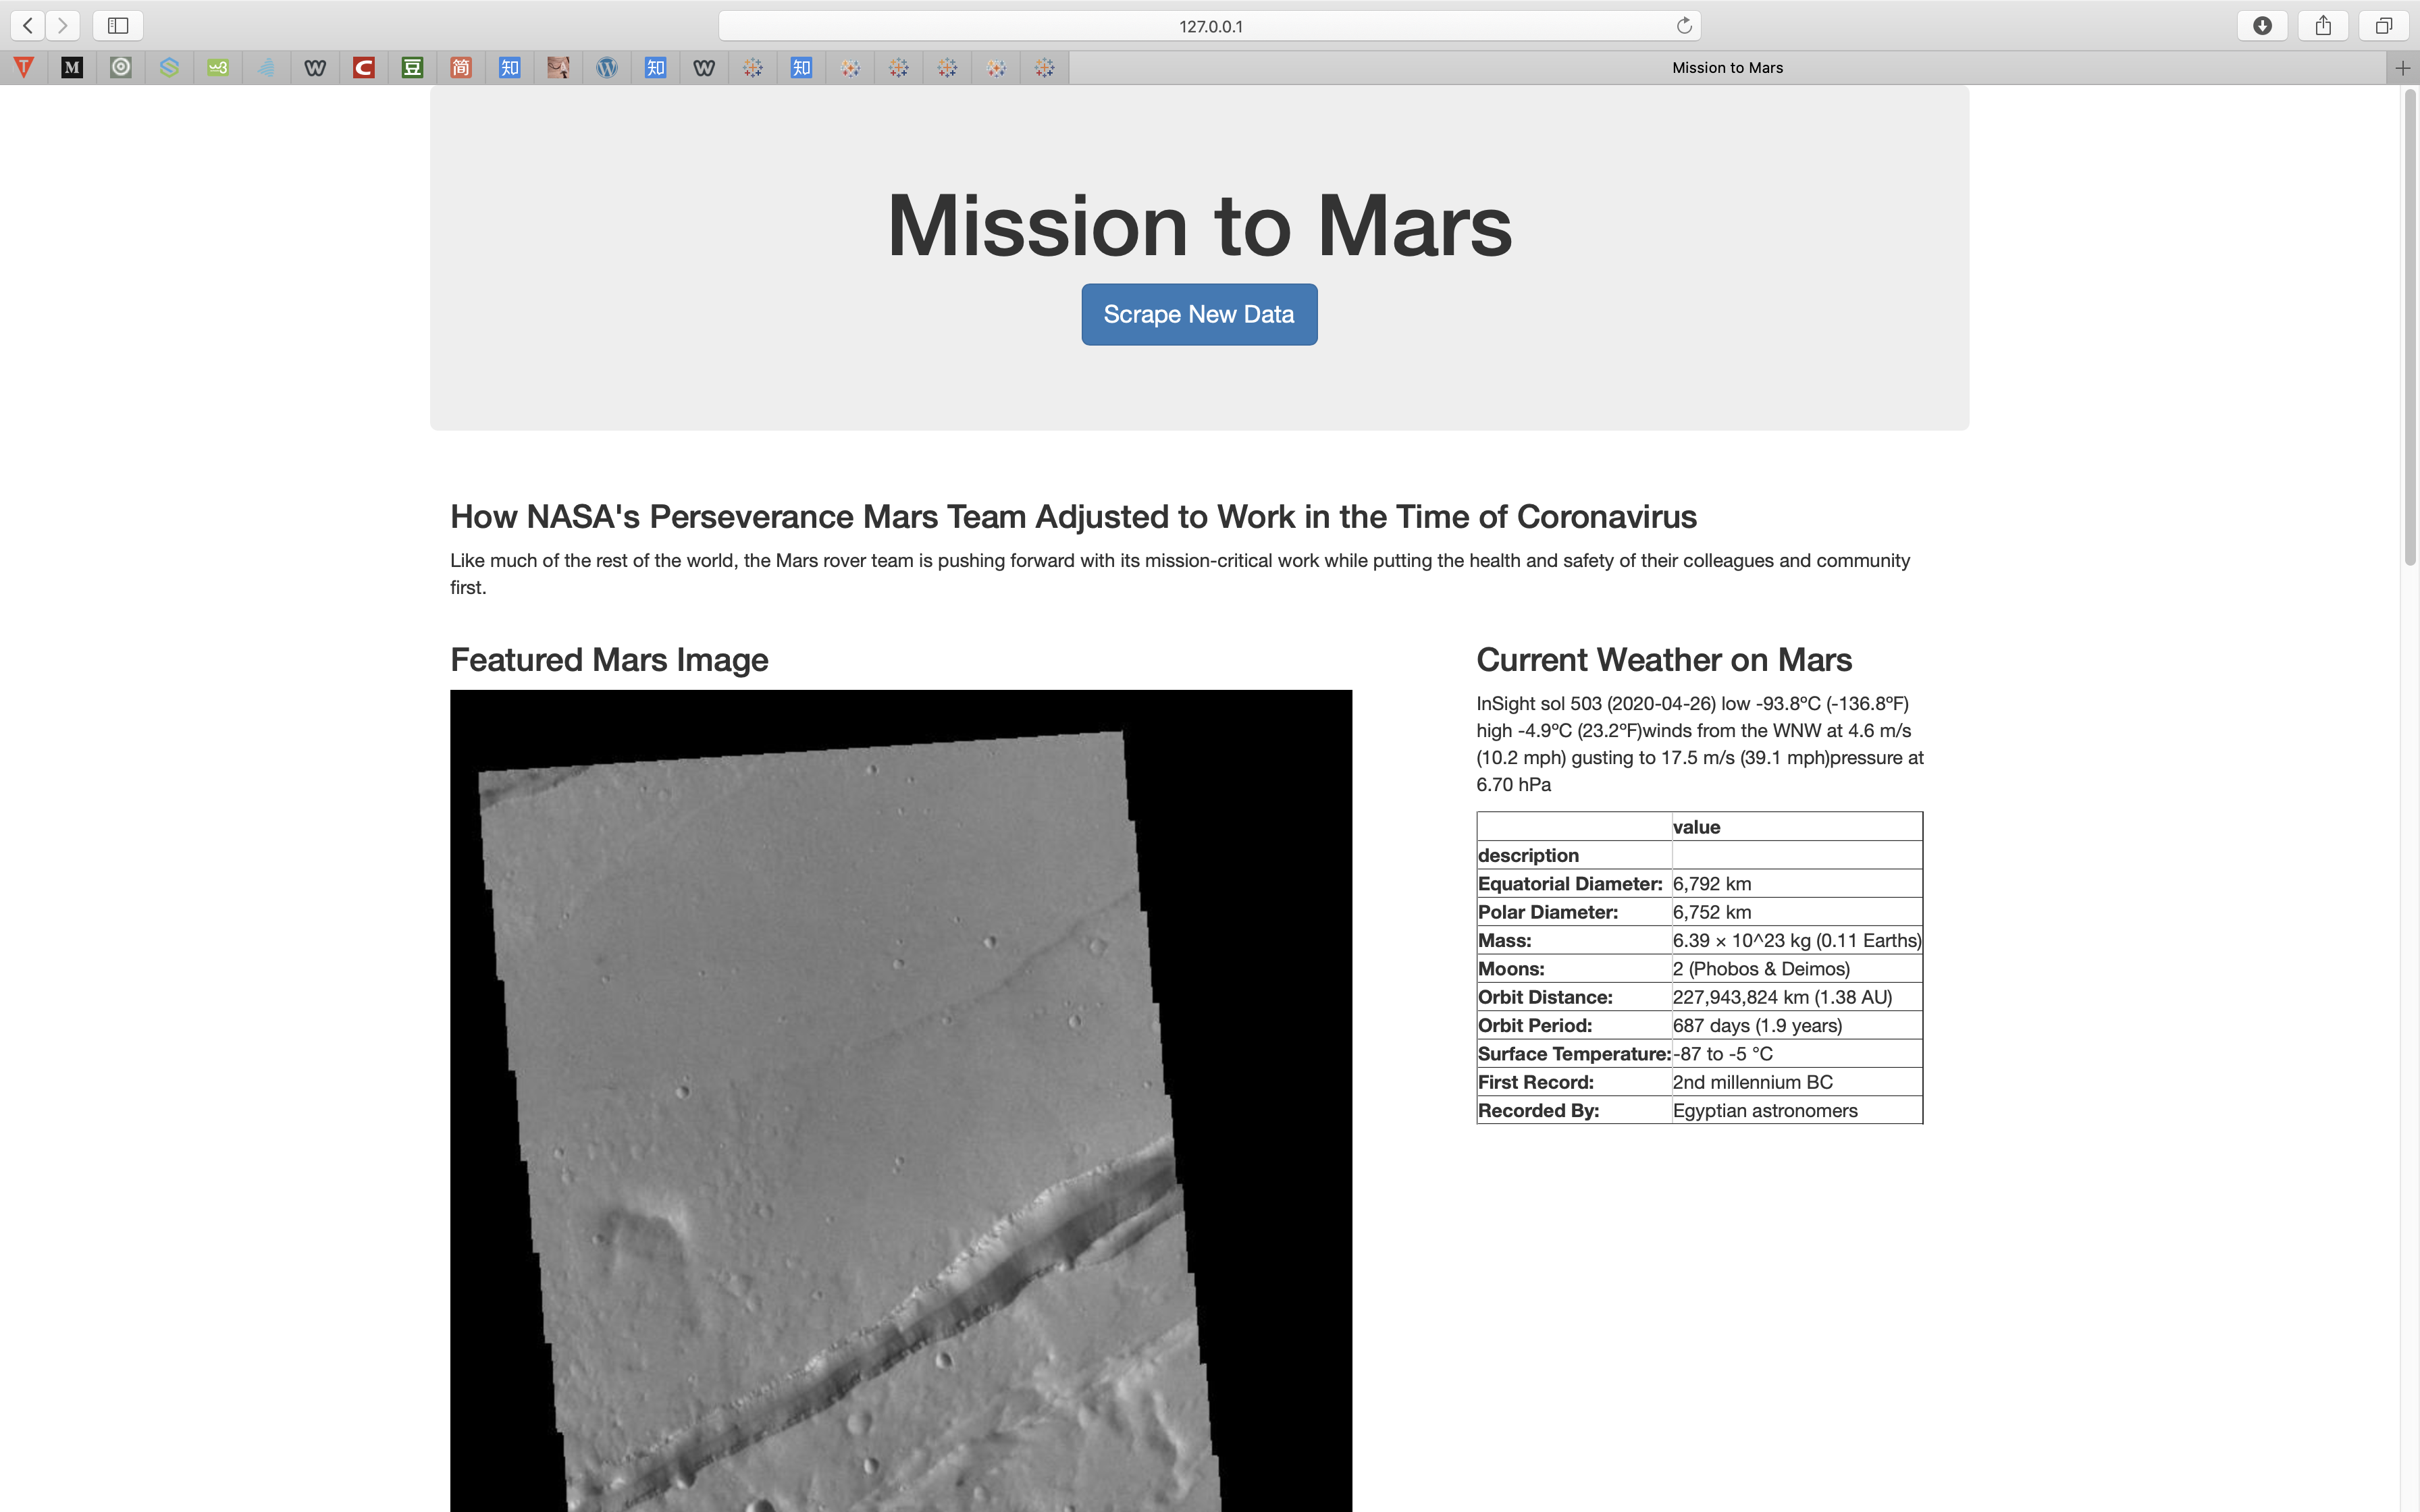 127.0.0.1
T M W C 豆 简 知 W 知 W 知 Mission to Mars
Mission to Mars
Scrape New Data
How NASA's Perseverance Mars Team Adjusted to Work in the Time of Coronavirus
Like much of the rest of the world, the Mars rover team is pushing forward with its mission-critical work while putting the health and safety of their colleagues and community
first.
Featured Mars Image
Current Weather on Mars
InSight sol 503 (2020-04-26) low -93.8ºC (-136.8ºF)
high -4.9ºC (23.2ºF)winds from the WNW at 4.6 m/s
(10.2 mph) gusting to 17.5 m/s (39.1 mph)pressure at
6.70 hPa
value
description
Equatorial Diameter: 6,792 km
Polar Diameter: 6,752 km
Mass: 6.39 × 10^23 kg (0.11 Earths)
Moons: 2 (Phobos & Deimos)
Orbit Distance: 227,943,824 km (1.38 AU)
Orbit Period: 687 days (1.9 years)
Surface Temperature: -87 to -5 °C
First Record: 2nd millennium BC
Recorded By: Egyptian astronomers